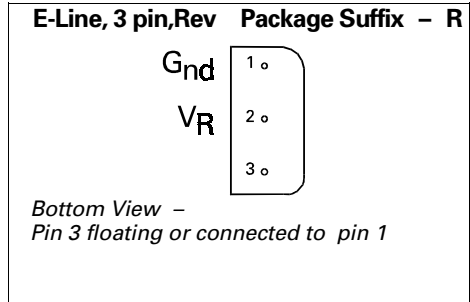 E-Line, 3 pin,Rev Package Suffix – R
Gnd 1
VR 2
3
Bottom View –
Pin 3 floating or connected to pin 1